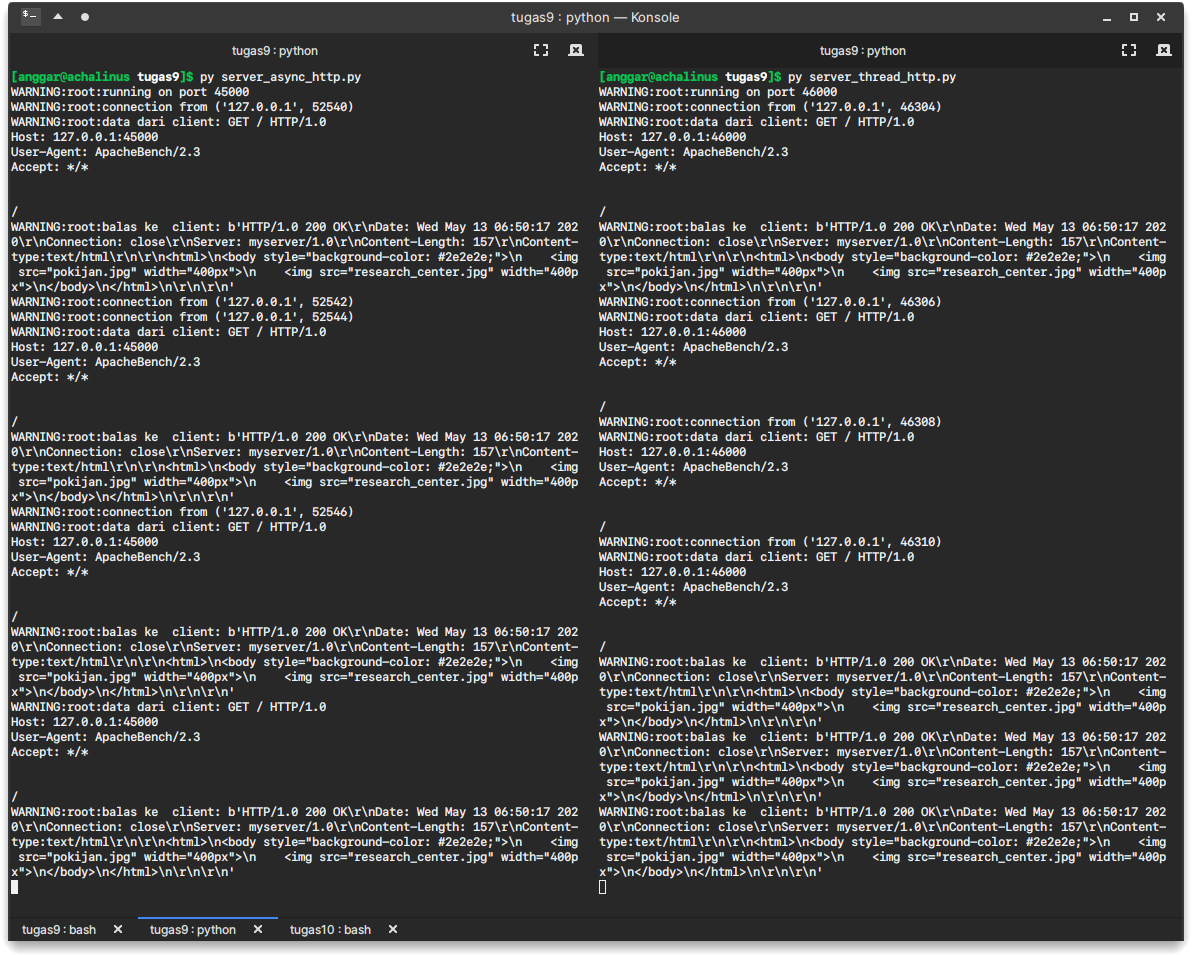 tugas9 : python — Konsole
tugas9 : python
[anggar@achalinus tugas9]$ py server_async_http.py
WARNING:root:running on port 45000
WARNING:root:connection from ('127.0.0.1', 52540)
WARNING:root:data dari client: GET / HTTP/1.0
Host: 127.0.0.1:45000
User-Agent: ApacheBench/2.3
Accept: */*
/
WARNING:root:balas ke  client: b'HTTP/1.0 200 OK\r\nDate: Wed May 13 06:50:17 202
0\r\nConnection: close\r\nServer: myserver/1.0\r\nContent-Length: 157\r\nContent-
type:text/html\r\n\r\n<html>\n<body style="background-color: #2e2e2e;">\n    <img
 src="pokijan.jpg" width="400px">\n    <img src="research_center.jpg" width="400p
x">\n</body>\n</html>\n\r\n\r\n'
WARNING:root:connection from ('127.0.0.1', 52542)
WARNING:root:connection from ('127.0.0.1', 52544)
WARNING:root:data dari client: GET / HTTP/1.0
Host: 127.0.0.1:45000
User-Agent: ApacheBench/2.3
Accept: */*
/
WARNING:root:balas ke  client: b'HTTP/1.0 200 OK\r\nDate: Wed May 13 06:50:17 202
0\r\nConnection: close\r\nServer: myserver/1.0\r\nContent-Length: 157\r\nContent-
type:text/html\r\n\r\n<html>\n<body style="background-color: #2e2e2e;">\n    <img
 src="pokijan.jpg" width="400px">\n    <img src="research_center.jpg" width="400p
x">\n</body>\n</html>\n\r\n\r\n'
WARNING:root:connection from ('127.0.0.1', 52546)
WARNING:root:data dari client: GET / HTTP/1.0
Host: 127.0.0.1:45000
User-Agent: ApacheBench/2.3
Accept: */*
/
WARNING:root:balas ke  client: b'HTTP/1.0 200 OK\r\nDate: Wed May 13 06:50:17 202
0\r\nConnection: close\r\nServer: myserver/1.0\r\nContent-Length: 157\r\nContent-
type:text/html\r\n\r\n<html>\n<body style="background-color: #2e2e2e;">\n    <img
 src="pokijan.jpg" width="400px">\n    <img src="research_center.jpg" width="400p
x">\n</body>\n</html>\n\r\n\r\n'
WARNING:root:data dari client: GET / HTTP/1.0
Host: 127.0.0.1:45000
User-Agent: ApacheBench/2.3
Accept: */*
/
WARNING:root:balas ke  client: b'HTTP/1.0 200 OK\r\nDate: Wed May 13 06:50:17 202
0\r\nConnection: close\r\nServer: myserver/1.0\r\nContent-Length: 157\r\nContent-
type:text/html\r\n\r\n<html>\n<body style="background-color: #2e2e2e;">\n    <img
 src="pokijan.jpg" width="400px">\n    <img src="research_center.jpg" width="400p
x">\n</body>\n</html>\n\r\n\r\n'
tugas9 : python
[anggar@achalinus tugas9]$ py server_thread_http.py
WARNING:root:running on port 46000
WARNING:root:connection from ('127.0.0.1', 46304)
WARNING:root:data dari client: GET / HTTP/1.0
Host: 127.0.0.1:46000
User-Agent: ApacheBench/2.3
Accept: */*
/
WARNING:root:balas ke  client: b'HTTP/1.0 200 OK\r\nDate: Wed May 13 06:50:17 202
0\r\nConnection: close\r\nServer: myserver/1.0\r\nContent-Length: 157\r\nContent-
type:text/html\r\n\r\n<html>\n<body style="background-color: #2e2e2e;">\n    <img
 src="pokijan.jpg" width="400px">\n    <img src="research_center.jpg" width="400p
x">\n</body>\n</html>\n\r\n\r\n'
WARNING:root:connection from ('127.0.0.1', 46306)
WARNING:root:data dari client: GET / HTTP/1.0
Host: 127.0.0.1:46000
User-Agent: ApacheBench/2.3
Accept: */*
/
WARNING:root:connection from ('127.0.0.1', 46308)
WARNING:root:data dari client: GET / HTTP/1.0
Host: 127.0.0.1:46000
User-Agent: ApacheBench/2.3
Accept: */*
/
WARNING:root:connection from ('127.0.0.1', 46310)
WARNING:root:data dari client: GET / HTTP/1.0
Host: 127.0.0.1:46000
User-Agent: ApacheBench/2.3
Accept: */*
/
WARNING:root:balas ke  client: b'HTTP/1.0 200 OK\r\nDate: Wed May 13 06:50:17 202
0\r\nConnection: close\r\nServer: myserver/1.0\r\nContent-Length: 157\r\nContent-
type:text/html\r\n\r\n<html>\n<body style="background-color: #2e2e2e;">\n    <img
 src="pokijan.jpg" width="400px">\n    <img src="research_center.jpg" width="400p
x">\n</body>\n</html>\n\r\n\r\n'
WARNING:root:balas ke  client: b'HTTP/1.0 200 OK\r\nDate: Wed May 13 06:50:17 202
0\r\nConnection: close\r\nServer: myserver/1.0\r\nContent-Length: 157\r\nContent-
type:text/html\r\n\r\n<html>\n<body style="background-color: #2e2e2e;">\n    <img
 src="pokijan.jpg" width="400px">\n    <img src="research_center.jpg" width="400p
x">\n</body>\n</html>\n\r\n\r\n'
WARNING:root:balas ke  client: b'HTTP/1.0 200 OK\r\nDate: Wed May 13 06:50:17 202
0\r\nConnection: close\r\nServer: myserver/1.0\r\nContent-Length: 157\r\nContent-
type:text/html\r\n\r\n<html>\n<body style="background-color: #2e2e2e;">\n    <img
 src="pokijan.jpg" width="400px">\n    <img src="research_center.jpg" width="400p
x">\n</body>\n</html>\n\r\n\r\n'
tugas9 : bash
tugas9 : python
tugas10 : bash